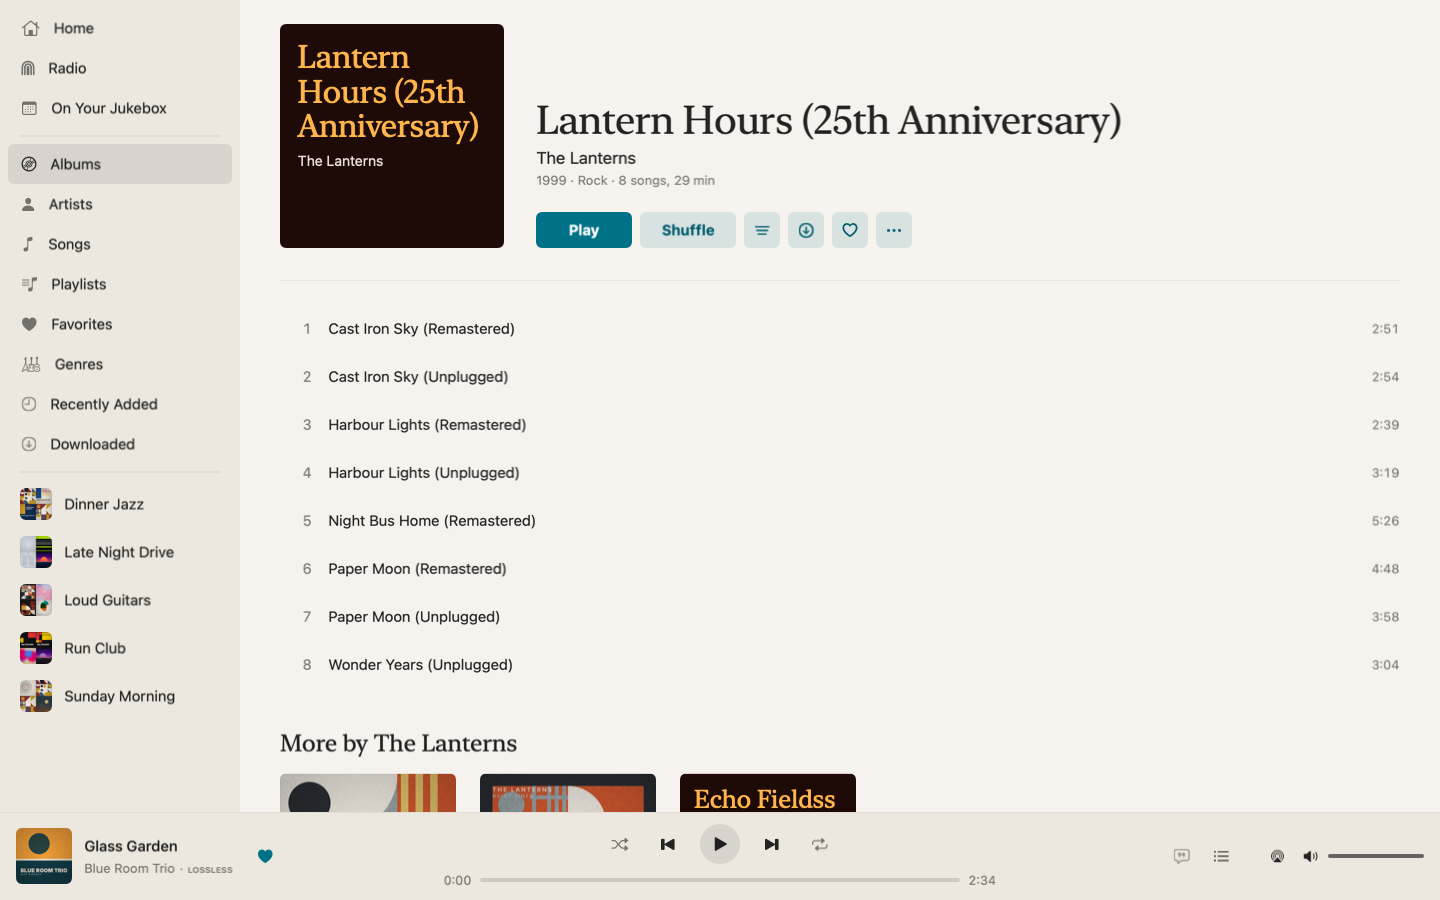 Home
Radio
On Your Jukebox
Albums
Artists
Songs
Playlists
Favorites
Genres
Recently Added
Downloaded
Dinner Jazz
Late Night Drive
Loud Guitars
Run Club
Sunday Morning
Lantern
Hours (25th
Anniversary)
The Lanterns
Lantern Hours (25th Anniversary)
The Lanterns
1999 · Rock · 8 songs, 29 min
Play
Shuffle
1 Cast Iron Sky (Remastered) 2:51
2 Cast Iron Sky (Unplugged) 2:54
3 Harbour Lights (Remastered) 2:39
4 Harbour Lights (Unplugged) 3:19
5 Night Bus Home (Remastered) 5:26
6 Paper Moon (Remastered) 4:48
7 Paper Moon (Unplugged) 3:58
8 Wonder Years (Unplugged) 3:04
More by The Lanterns
THE LANTERNS
Echo Fieldss
BLUE ROOM TRIO
Glass Garden
Blue Room Trio · LOSSLESS
0:00
2:34